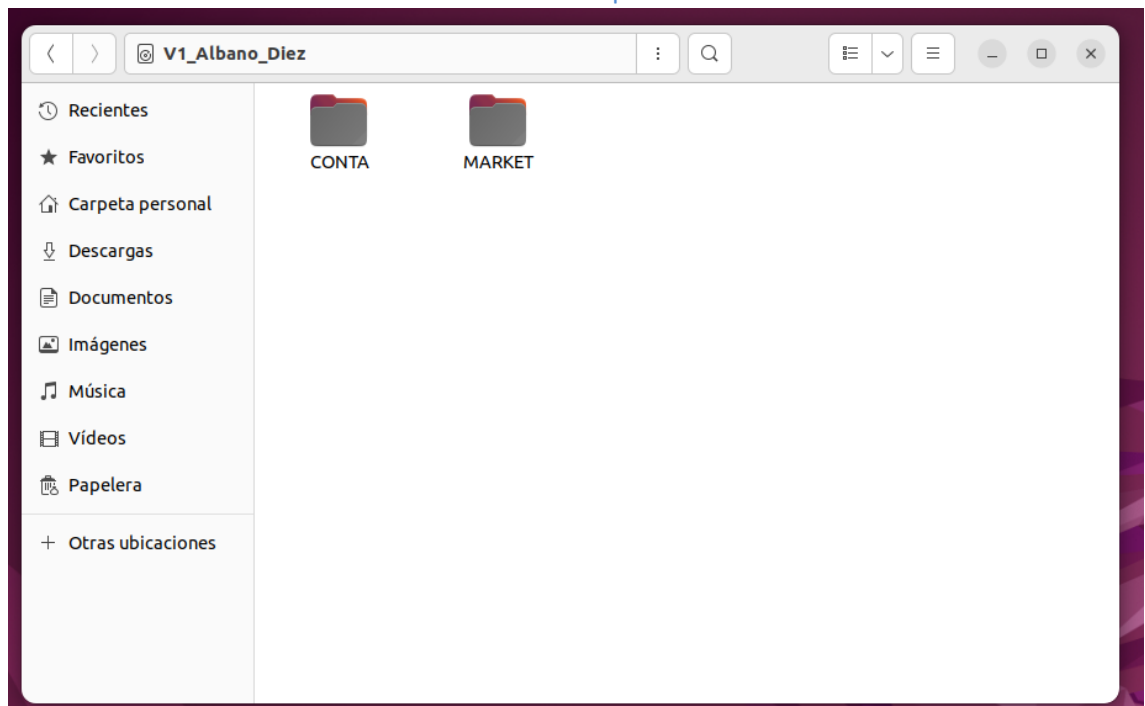 V1_Albano_Diez
Recientes
Favoritos
Carpeta personal
Descargas
Documentos
Imágenes
Música
Vídeos
Papelera
Otras ubicaciones
CONTA
MARKET